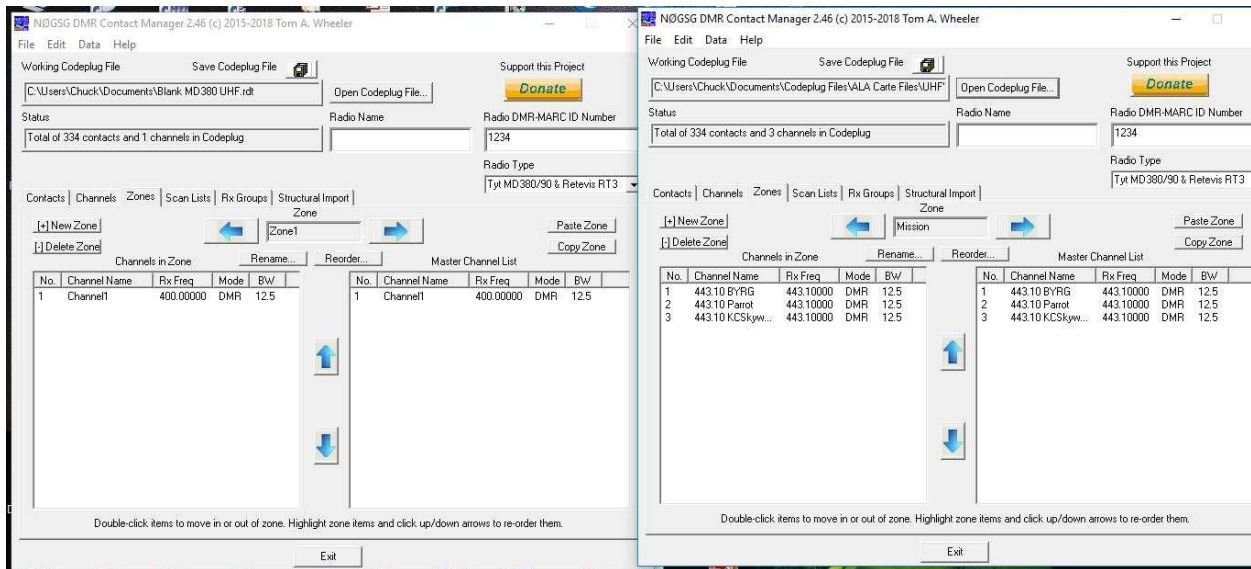 NØGSG DMR Contact Manager 2.46 (c) 2015-2018 Tom A. Wheeler
File Edit Data Help
Working Codeplug File
Save Codeplug File
Support this Project
C:\Users\Chuck\Documents\Blank MD380 UHF.rdt
Open Codeplug File...
Donate
Status
Radio Name
Radio DMR-MARC ID Number
Total of 334 contacts and 1 channels in Codeplug
1234
Radio Type
Tyt MD380/90 & Retevis RT3
Contacts Channels Zones Scan Lists Rx Groups Structural Import
Zone
[+] New Zone
Zone1
Paste Zone
[-] Delete Zone
Copy Zone
Channels in Zone
Rename...
Reorder...
Master Channel List
No. Channel Name Rx Freq Mode BW
1 Channel1 400.00000 DMR 12.5
No. Channel Name Rx Freq Mode BW
1 Channel1 400.00000 DMR 12.5
Double-click items to move in or out of zone. Highlight zone items and click up/down arrows to re-order them.
Exit
NØGSG DMR Contact Manager 2.46 (c) 2015-2018 Tom A. Wheeler
File Edit Data Help
Working Codeplug File
Save Codeplug File
Support this Project
C:\Users\Chuck\Documents\Codeplug Files\ALA Carte Files\UHF
Open Codeplug File...
Donate
Status
Radio Name
Radio DMR-MARC ID Number
Total of 334 contacts and 3 channels in Codeplug
1234
Radio Type
Tyt MD380/90 & Retevis RT3
Contacts Channels Zones Scan Lists Rx Groups Structural Import
Zone
[+] New Zone
Mission
Paste Zone
[-] Delete Zone
Copy Zone
Channels in Zone
Rename...
Reorder...
Master Channel List
No. Channel Name Rx Freq Mode BW
1 443.10 BYRG 443.10000 DMR 12.5
2 443.10 Parrot 443.10000 DMR 12.5
3 443.10 KCSkyw... 443.10000 DMR 12.5
No. Channel Name Rx Freq Mode BW
1 443.10 BYRG 443.10000 DMR 12.5
2 443.10 Parrot 443.10000 DMR 12.5
3 443.10 KCSkyw... 443.10000 DMR 12.5
Double-click items to move in or out of zone. Highlight zone items and click up/down arrows to re-order them.
Exit